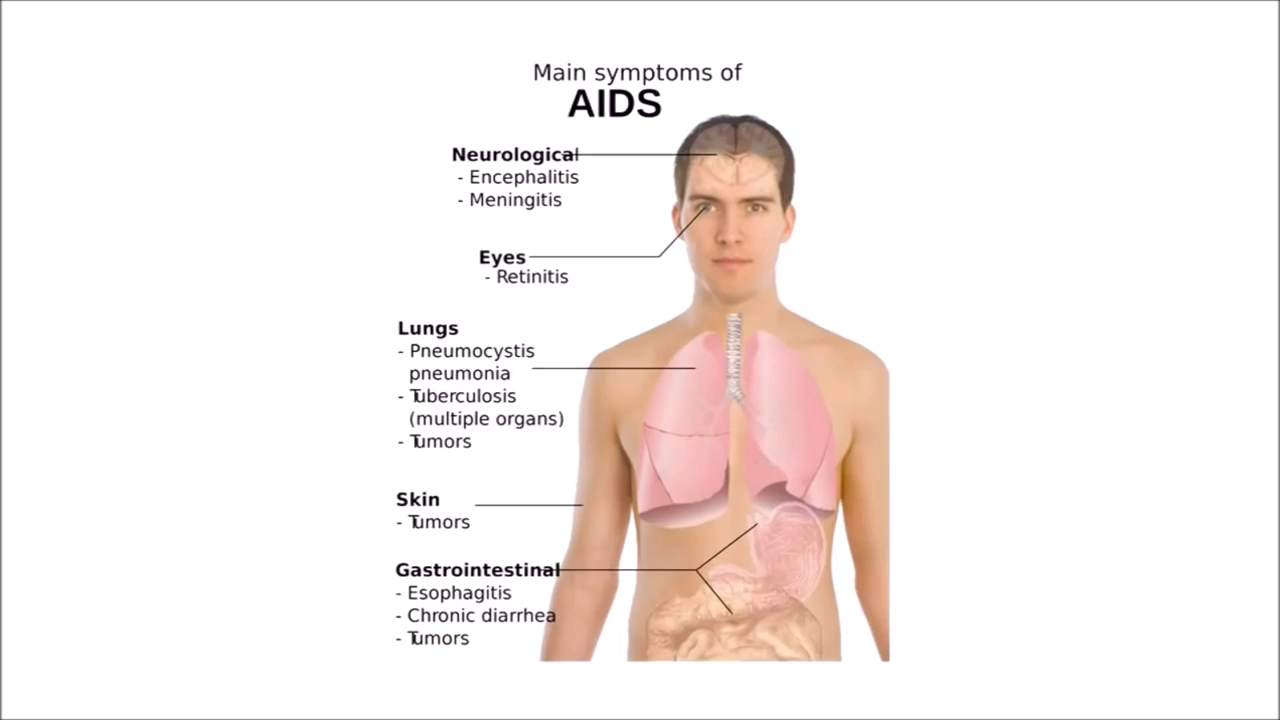 Main symptoms of
AIDS
Neurological
- Encephalitis
- Meningitis
Eyes
- Retinitis
Lungs
- Pneumocystis
pneumonia
- Tuberculosis
(multiple organs)
- Tumors
Skin
- Tumors
Gastrointestinal
- Esophagitis
- Chronic diarrhea
- Tumors